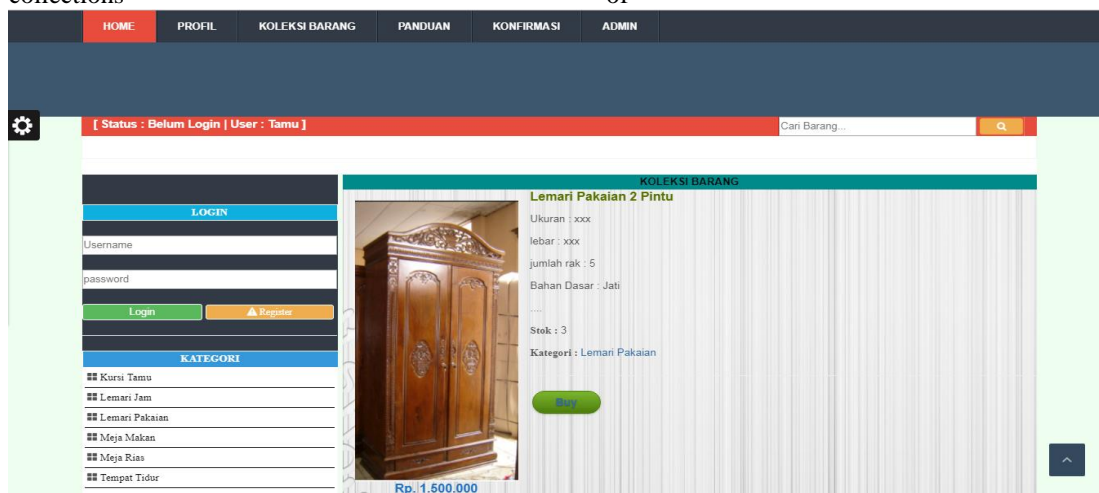 collections of
HOME PROFIL KOLEKSI BARANG PANDUAN KONFIRMASI ADMIN
[ Status : Belum Login | User : Tamu ]
Cari Barang...
LOGIN
Username
password
Login Register
KATEGORI
Kursi Tamu
Lemari Jam
Lemari Pakaian
Meja Makan
Meja Rias
Tempat Tidur
KOLEKSI BARANG
Lemari Pakaian 2 Pintu
Ukuran : xxx
lebar : xxx
jumlah rak : 5
Bahan Dasar : Jati
....
Stok : 3
Kategori : Lemari Pakaian
Buy
Rp. 1.500.000